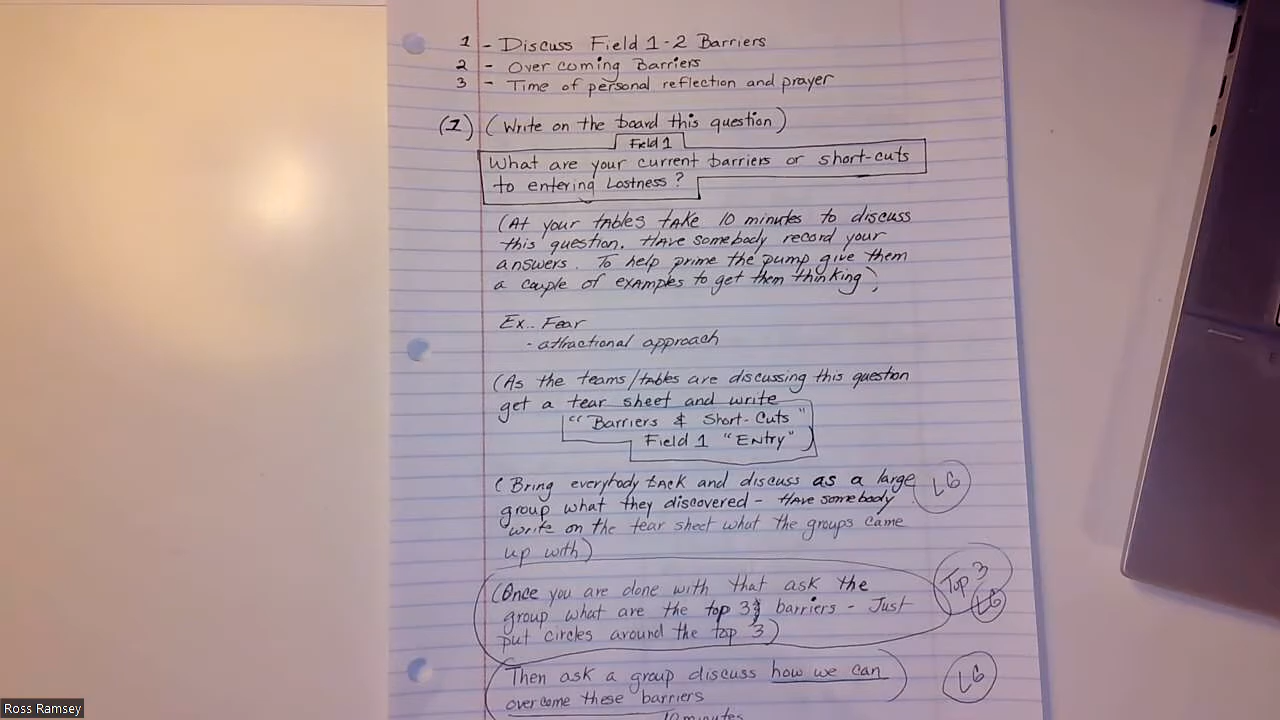 1 - Discuss Field 1-2 Barriers
2 - Over coming Barriers
3 - Time of personal reflection and prayer
(1) (Write on the board this question)
Field 1
What are your current barriers or short-cuts
to entering Lostness?
(At your tables take 10 minutes to discuss
this question. Have somebody record your
answers. To help prime the pump give them
a couple of examples to get them thinking)
Ex.. Fear
- attractional approach
(As the teams/tables are discussing this question
get a tear sheet and write
"Barriers & Short-Cuts"
Field 1 "Entry")
(Bring everybody back and discuss as a large
group what they discovered - Have somebody
write on the tear sheet what the groups came
up with)
LG
(Once you are done with that ask the
group what are the top 3 barriers - Just
put circles around the top 3)
Top 3
LG
Then ask a group discuss how we can
overcome these barriers
LG
10 minutes
Ross Ramsey